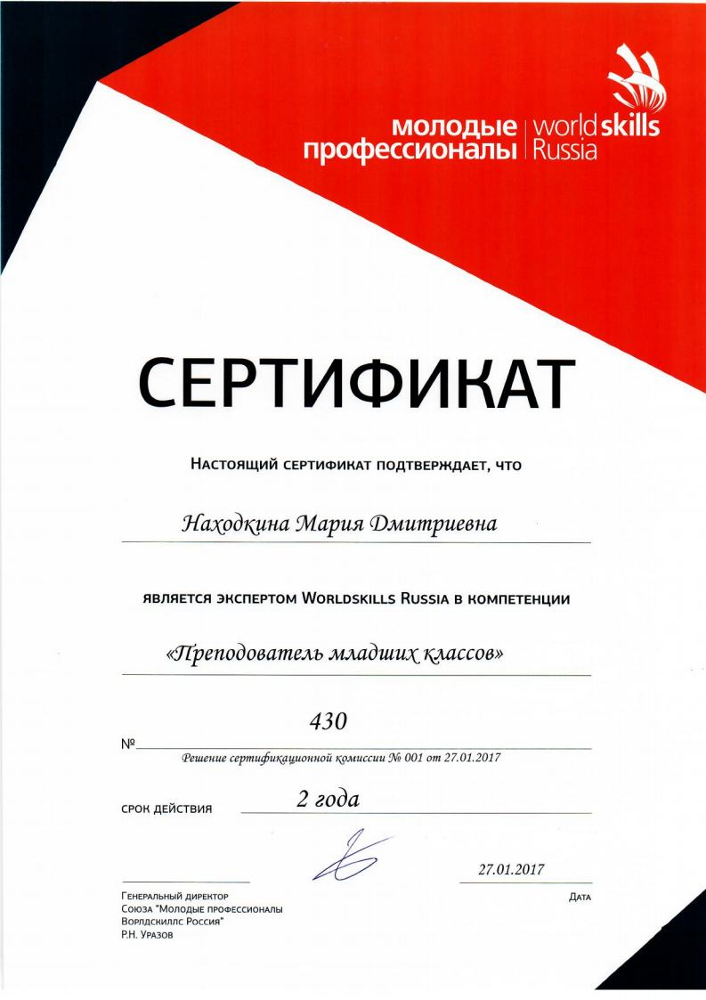 молодые профессионалы
world skills Russia
СЕРТИФИКАТ
Настоящий сертификат подтверждает, что
Находкина Мария Дмитриевна
является экспертом Worldskills Russia в компетенции
«Преподователь младших классов»
430
№
Решение сертификационной комиссии № 001 от 27.01.2017
2 года
срок действия
27.01.2017
Генеральный директор
Дата
Союза "Молодые профессионалы
Ворлдскиллс Россия"
Р.Н. Уразов